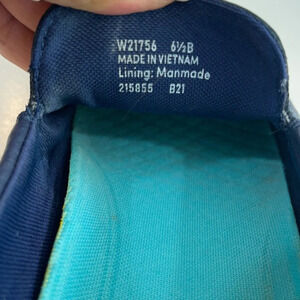 W21756 6½B
MADE IN VIETNAM
Lining: Manmade
215855 B21